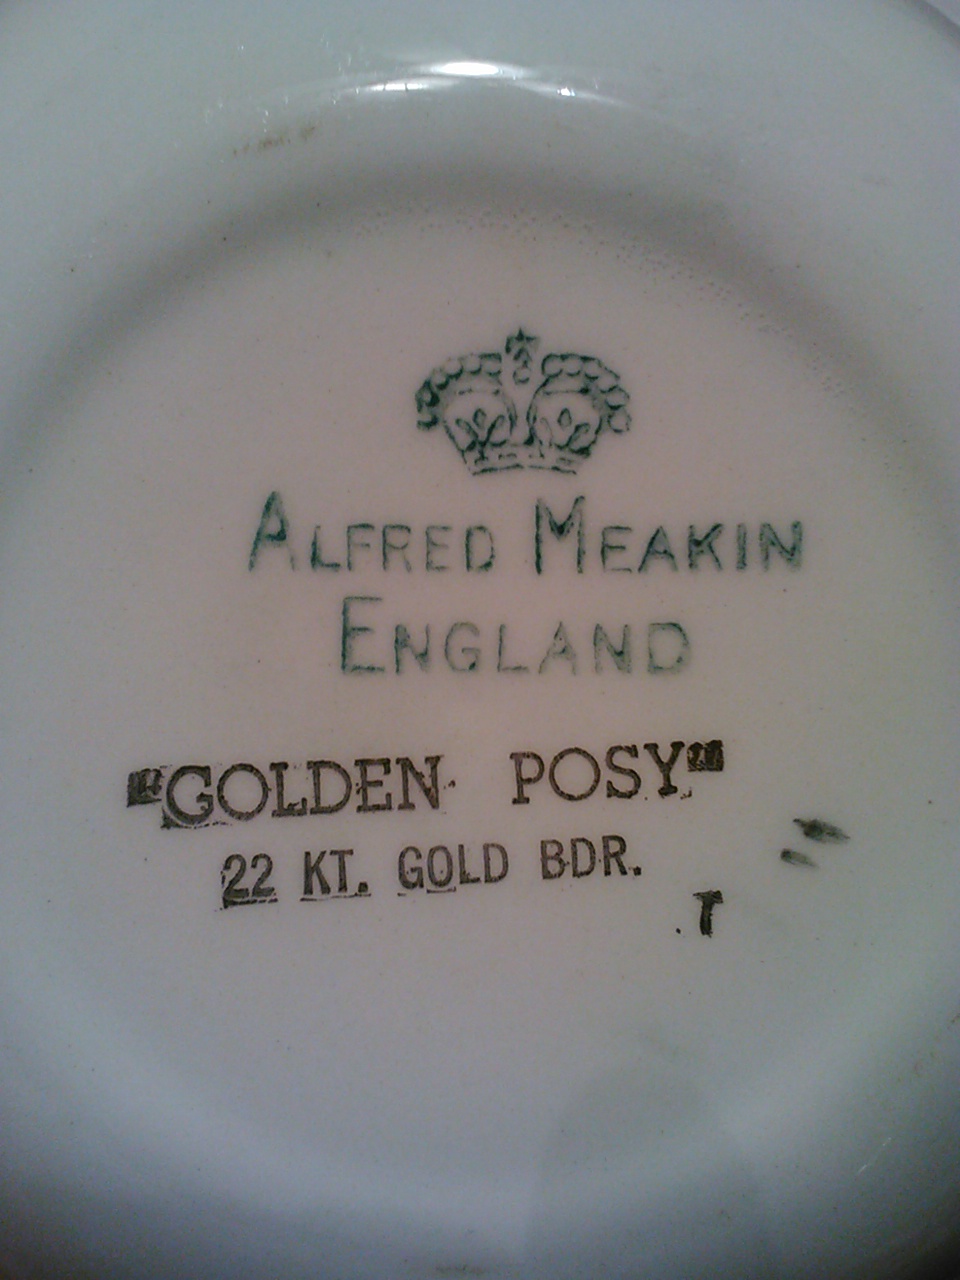 ALFRED MEAKIN
ENGLAND
"GOLDEN POSY"
22 KT. GOLD BDR.
T